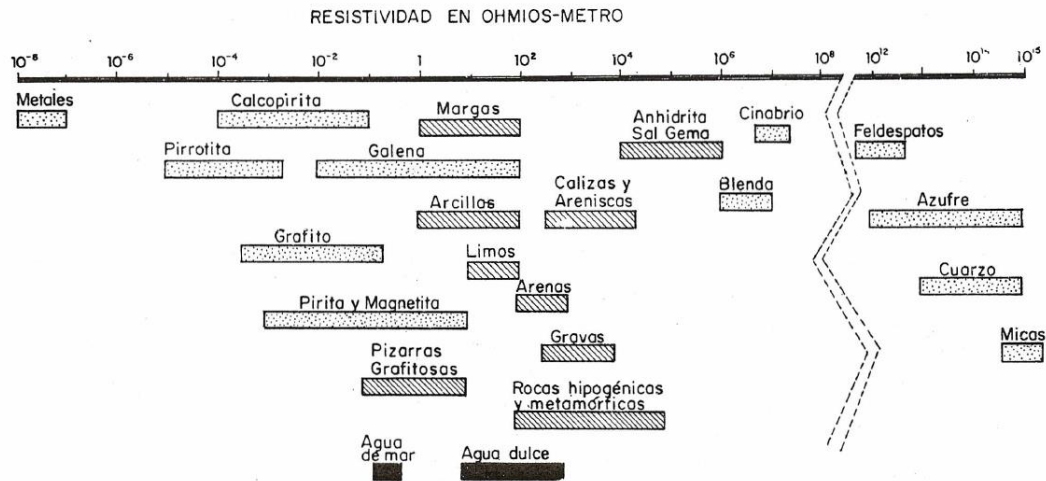 RESISTIVIDAD EN OHMIOS-METRO
10⁻⁸ 10⁻⁶ 10⁻⁴ 10⁻² 1 10² 10⁴ 10⁶ 10⁸ 10¹² 10¹⁴ 10¹⁵
Metales
Calcopirita
Margas
Anhidrita
Sal Gema
Cinabrio
Feldespatos
Pirrotita
Galena
Blenda
Arcillas
Calizas y
Areniscas
Azufre
Grafito
Limos
Cuarzo
Arenas
Pirita y Magnetita
Gravas
Micas
Pizarras
Grafitosas
Rocas hipogénicas
y metamórficas
Agua
de mar
Agua dulce